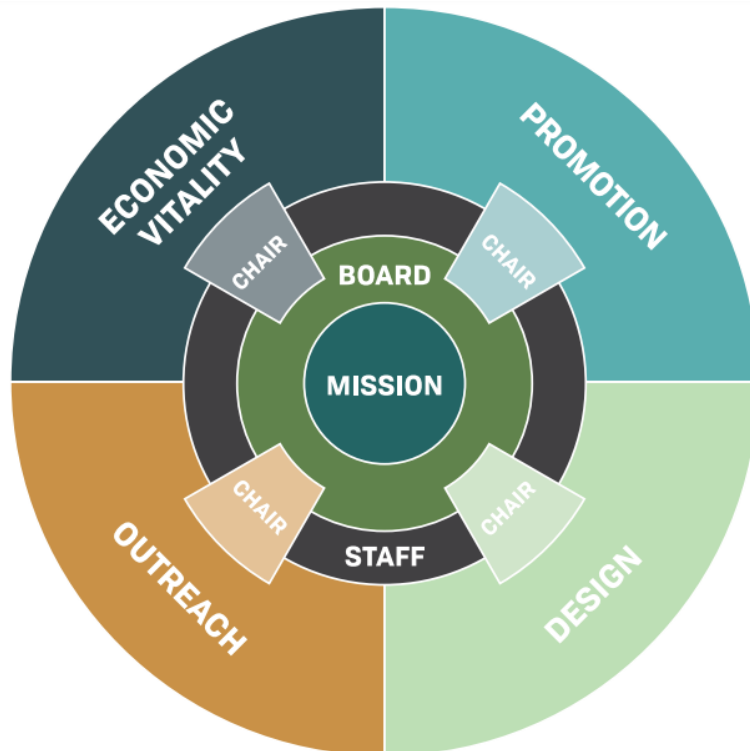 ECONOMIC
VITALITY
PROMOTION
CHAIR
CHAIR
BOARD
MISSION
CHAIR
CHAIR
STAFF
OUTREACH
DESIGN